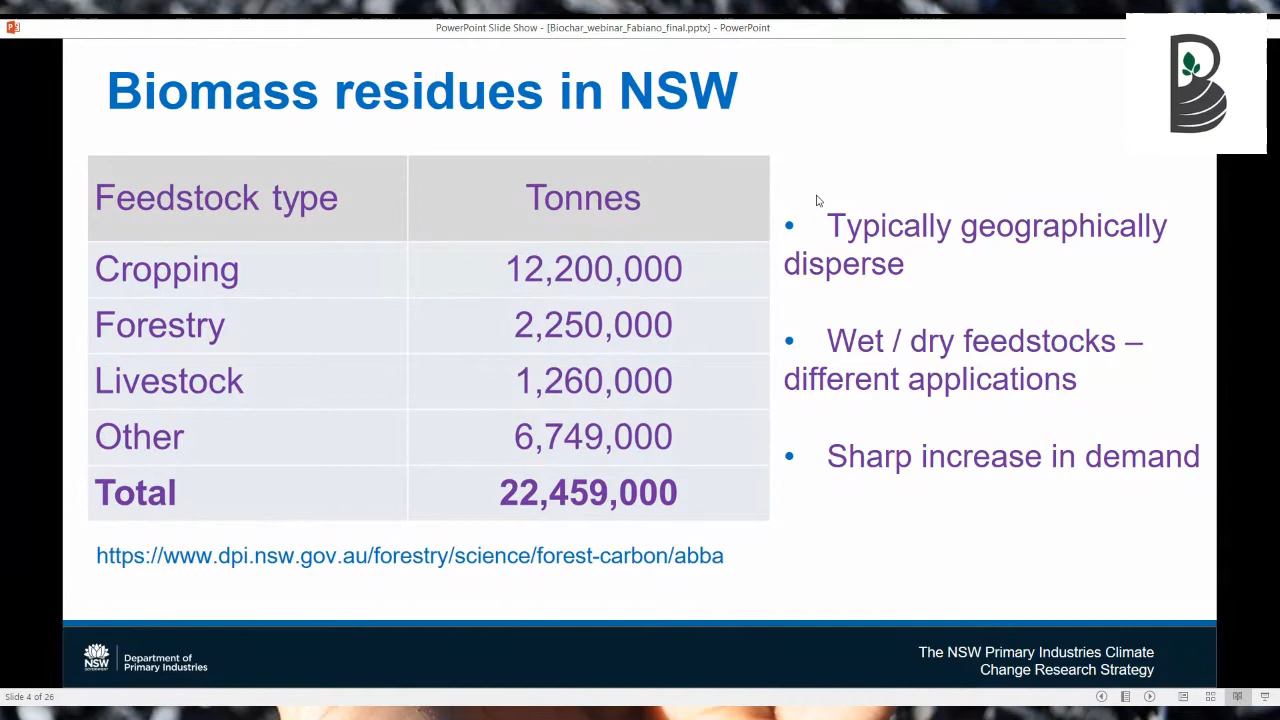 PowerPoint Slide Show - [Biochar_webinar_Fabiano_final.pptx] - PowerPoint
Biomass residues in NSW
Feedstock type Tonnes
Cropping 12,200,000
Forestry 2,250,000
Livestock 1,260,000
Other 6,749,000
Total 22,459,000
• Typically geographically
disperse
• Wet / dry feedstocks –
different applications
• Sharp increase in demand
https://www.dpi.nsw.gov.au/forestry/science/forest-carbon/abba
NSW
GOVERNMENT
Department of
Primary Industries
The NSW Primary Industries Climate
Change Research Strategy
Slide 4 of 26
B